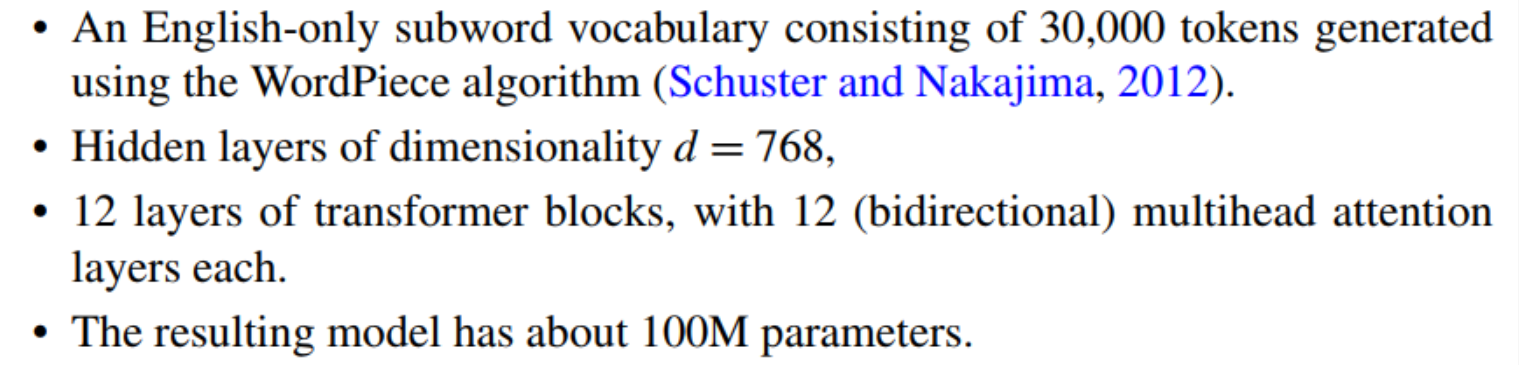 • An English-only subword vocabulary consisting of 30,000 tokens generated
using the WordPiece algorithm (Schuster and Nakajima, 2012).
• Hidden layers of dimensionality d = 768,
• 12 layers of transformer blocks, with 12 (bidirectional) multihead attention
layers each.
• The resulting model has about 100M parameters.